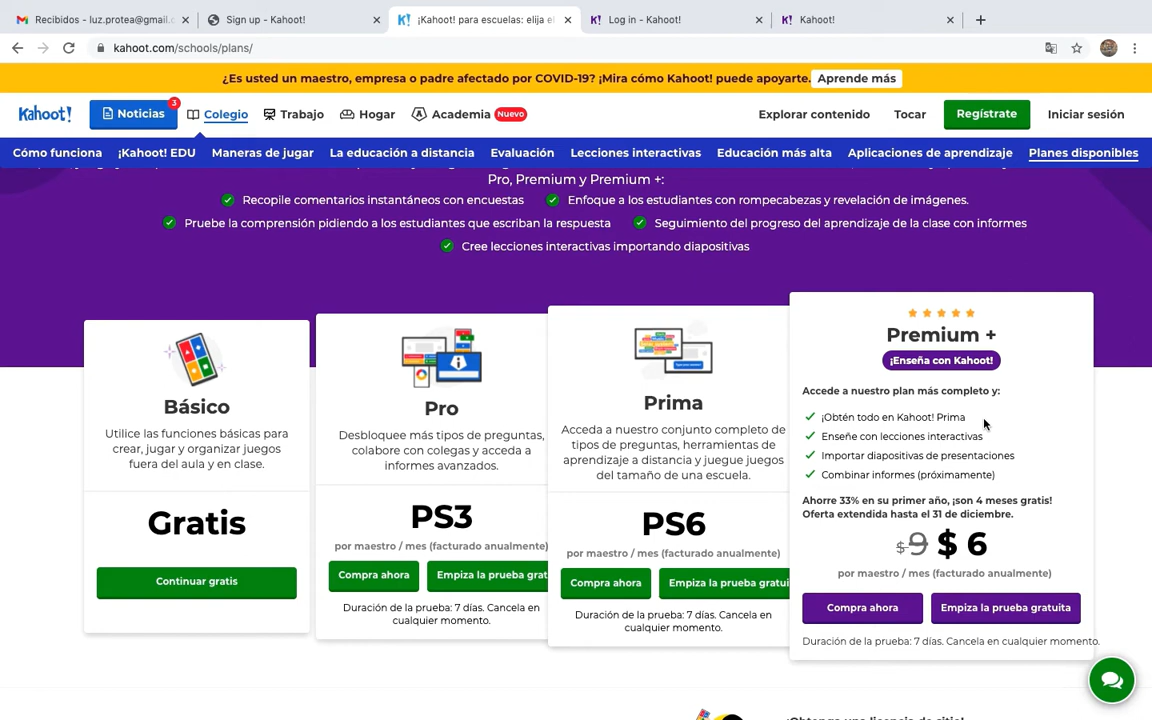 Recibidos - luz.protea@gmail.c
Sign up - Kahoot!
¡Kahoot! para escuelas: elija el
Log in - Kahoot!
Kahoot!
kahoot.com/schools/plans/
¿Es usted un maestro, empresa o padre afectado por COVID-19? ¡Mira cómo Kahoot! puede apoyarte. Aprende más
Kahoot!
Noticias
3
Colegio
Trabajo
Hogar
Academia
Nuevo
Explorar contenido
Tocar
Regístrate
Iniciar sesión
Cómo funciona
¡Kahoot! EDU
Maneras de jugar
La educación a distancia
Evaluación
Lecciones interactivas
Educación más alta
Aplicaciones de aprendizaje
Planes disponibles
Pro, Premium y Premium +:
Recopile comentarios instantáneos con encuestas
Enfoque a los estudiantes con rompecabezas y revelación de imágenes.
Pruebe la comprensión pidiendo a los estudiantes que escriban la respuesta
Seguimiento del progreso del aprendizaje de la clase con informes
Cree lecciones interactivas importando diapositivas
Básico
Utilice las funciones básicas para
crear, jugar y organizar juegos
fuera del aula y en clase.
Gratis
Continuar gratis
Pro
Desbloquee más tipos de preguntas,
colabore con colegas y acceda a
informes avanzados.
PS3
por maestro / mes (facturado anualmente)
Compra ahora
Empiza la prueba grat
Duración de la prueba: 7 días. Cancela en
cualquier momento.
Prima
Acceda a nuestro conjunto completo de
tipos de preguntas, herramientas de
aprendizaje a distancia y juegue juegos
del tamaño de una escuela.
PS6
por maestro / mes (facturado anualmente)
Compra ahora
Empiza la prueba gratui
Duración de la prueba: 7 días. Cancela en
cualquier momento.
Premium +
¡Enseña con Kahoot!
Accede a nuestro plan más completo y:
¡Obtén todo en Kahoot! Prima
Enseñe con lecciones interactivas
Importar diapositivas de presentaciones
Combinar informes (próximamente)
Ahorre 33% en su primer año, ¡son 4 meses gratis!
Oferta extendida hasta el 31 de diciembre.
$ 9 $ 6
por maestro / mes (facturado anualmente)
Compra ahora
Empiza la prueba gratuita
Duración de la prueba: 7 días. Cancela en cualquier momento.